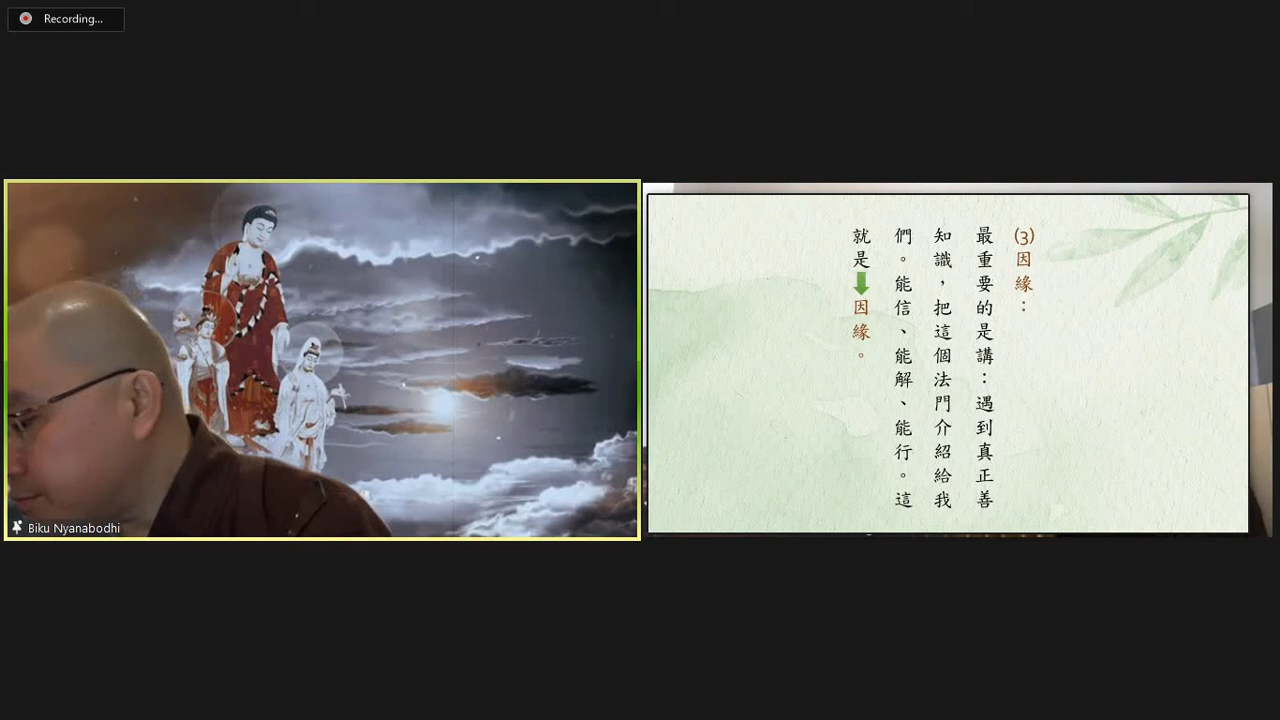 Recording...
Biku Nyanabodhi
(3)因緣：
最重要的是講：遇到真正善
知識，把這個法門介紹給我
們。能信、能解、能行。這
就是⬇因緣。